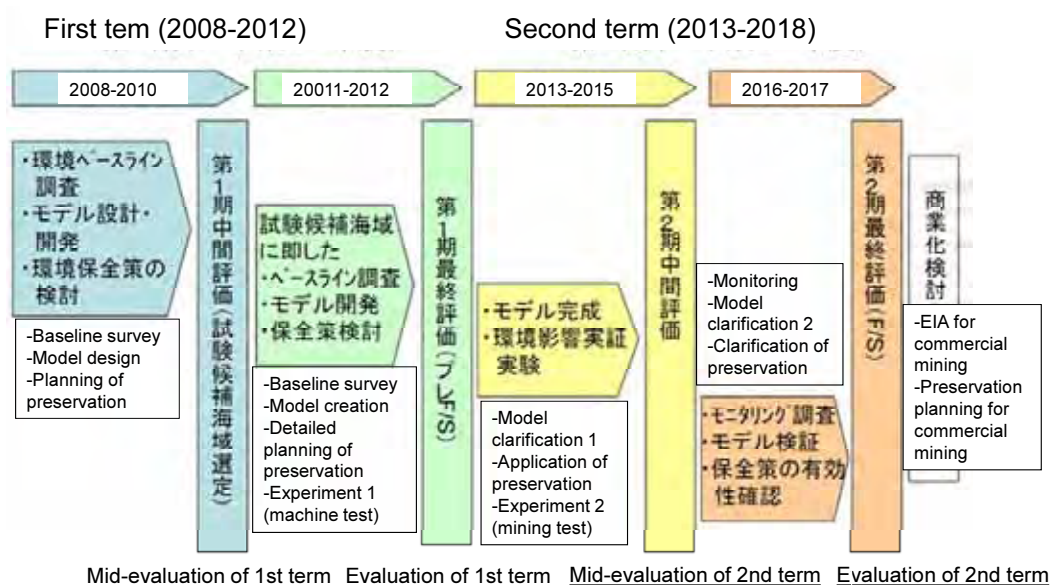 First tem (2008-2012)
Second term (2013-2018)
2008-2010
20011-2012
2013-2015
2016-2017
・環境ベースライン
調査
・モデル設計・
開発
・環境保全策の
検討
-Baseline survey
-Model design
-Planning of
preservation
第1期中間評価(試験候補海域選定)
試験候補海域
に即した
・ベースライン調査
・モデル開発
・保全策検討
-Baseline survey
-Model creation
-Detailed
planning of
preservation
-Experiment 1
(machine test)
第1期最終評価(プレF/S)
・モデル完成
・環境影響実証
実験
-Model
clarification 1
-Application of
preservation
-Experiment 2
(mining test)
第2期中間評価
-Monitoring
-Model
clarification 2
-Clarification of
preservation
・モニタリング調査
・モデル検証
・保全策の有効
性確認
第2期最終評価(F/S)
商業化検討
-EIA for
commercial
mining
-Preservation
planning for
commercial
mining
Mid-evaluation of 1st term
Evaluation of 1st term
Mid-evaluation of 2nd term
Evaluation of 2nd term